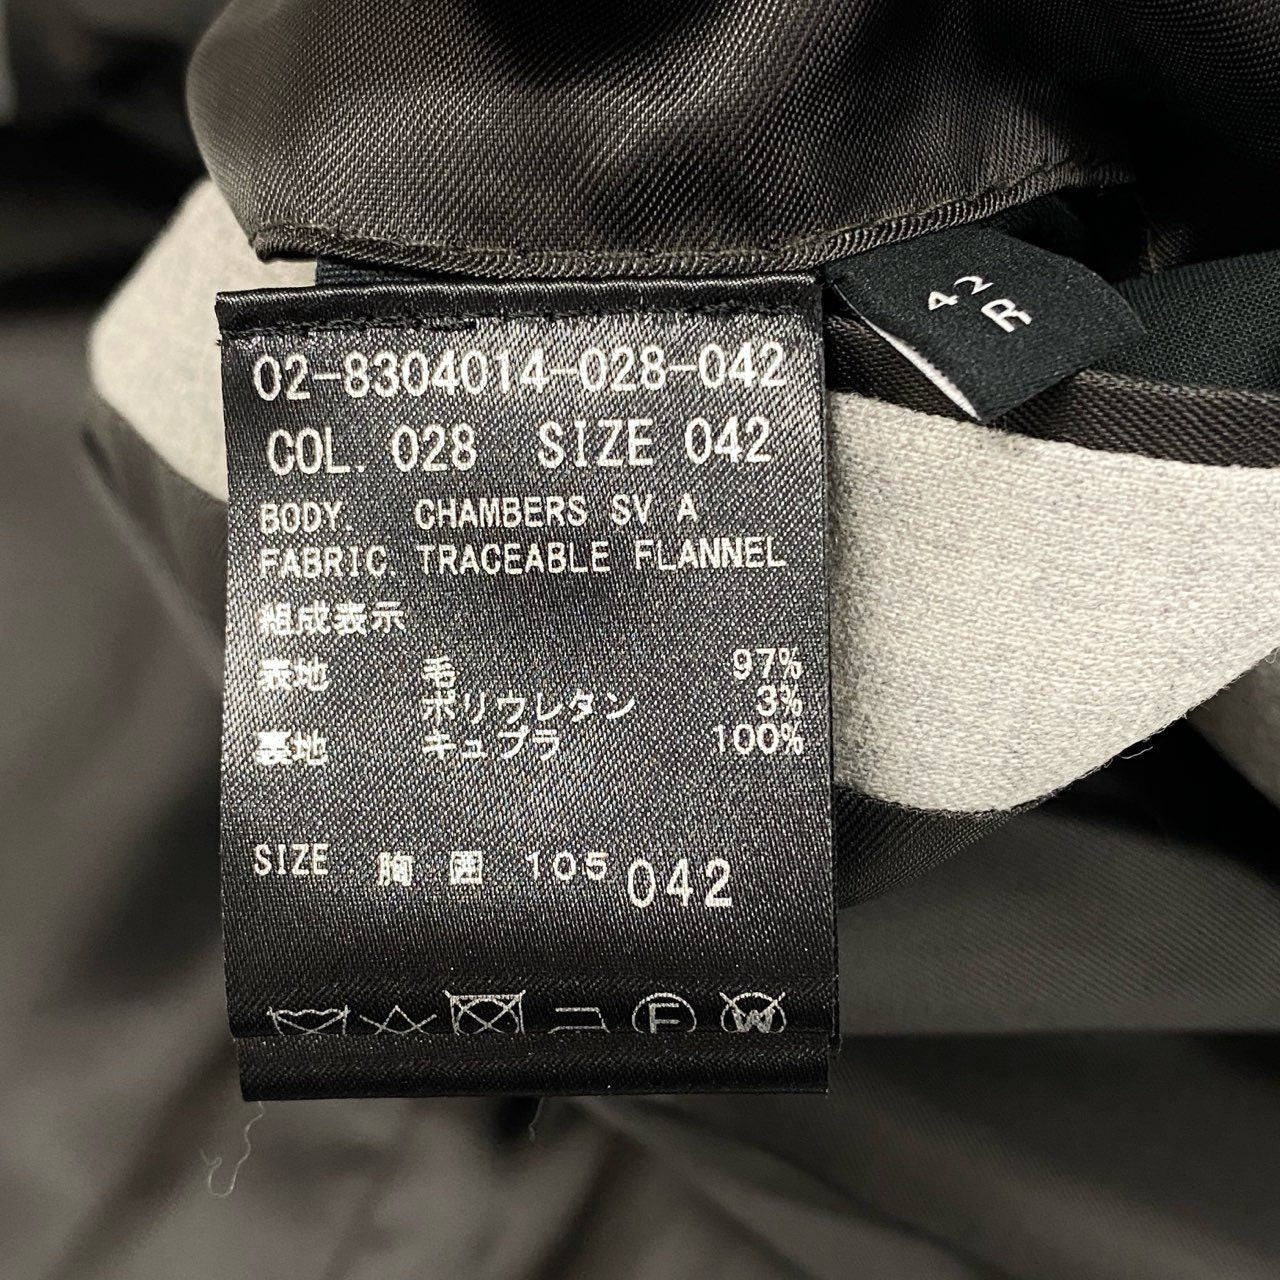 42
R
02-8304014-028-042
COL. 028 SIZE 042
BODY. CHAMBERS SV A
FABRIC. TRACEABLE FLANNEL
組成表示
表地 毛 97%
ポリウレタン 3%
裏地 キュプラ 100%
SIZE 胸 囲 105 042
F W